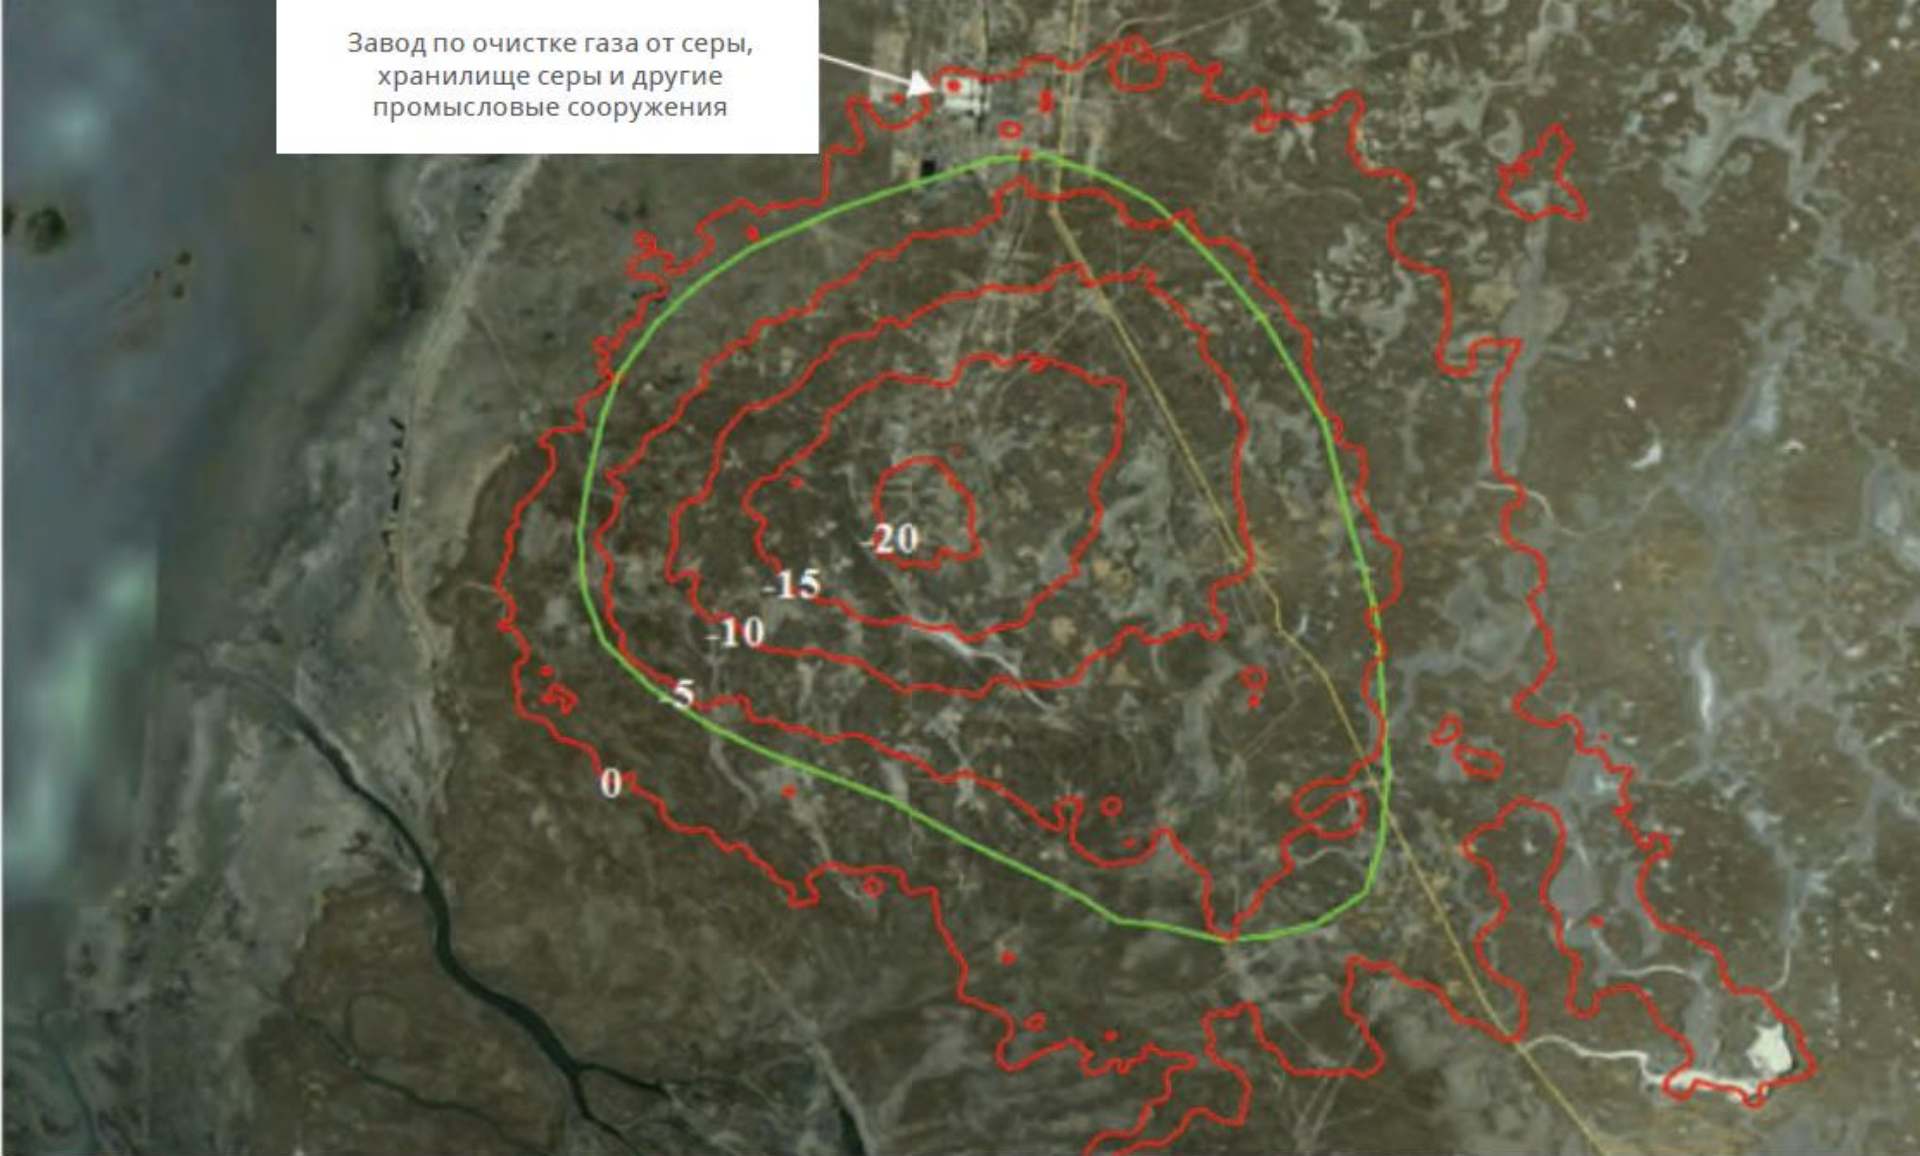 Завод по очистке газа от серы,
хранилище серы и другие
промысловые сооружения
-20
-15
-10
-5
0